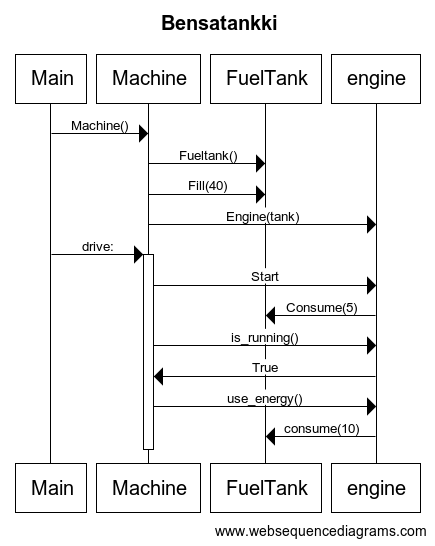 Bensatankki
Main Machine FuelTank engine
Machine()
Fueltank()
Fill(40)
Engine(tank)
drive:
Start
Consume(5)
is_running()
True
use_energy()
consume(10)
Main Machine FuelTank engine
www.websequencediagrams.com